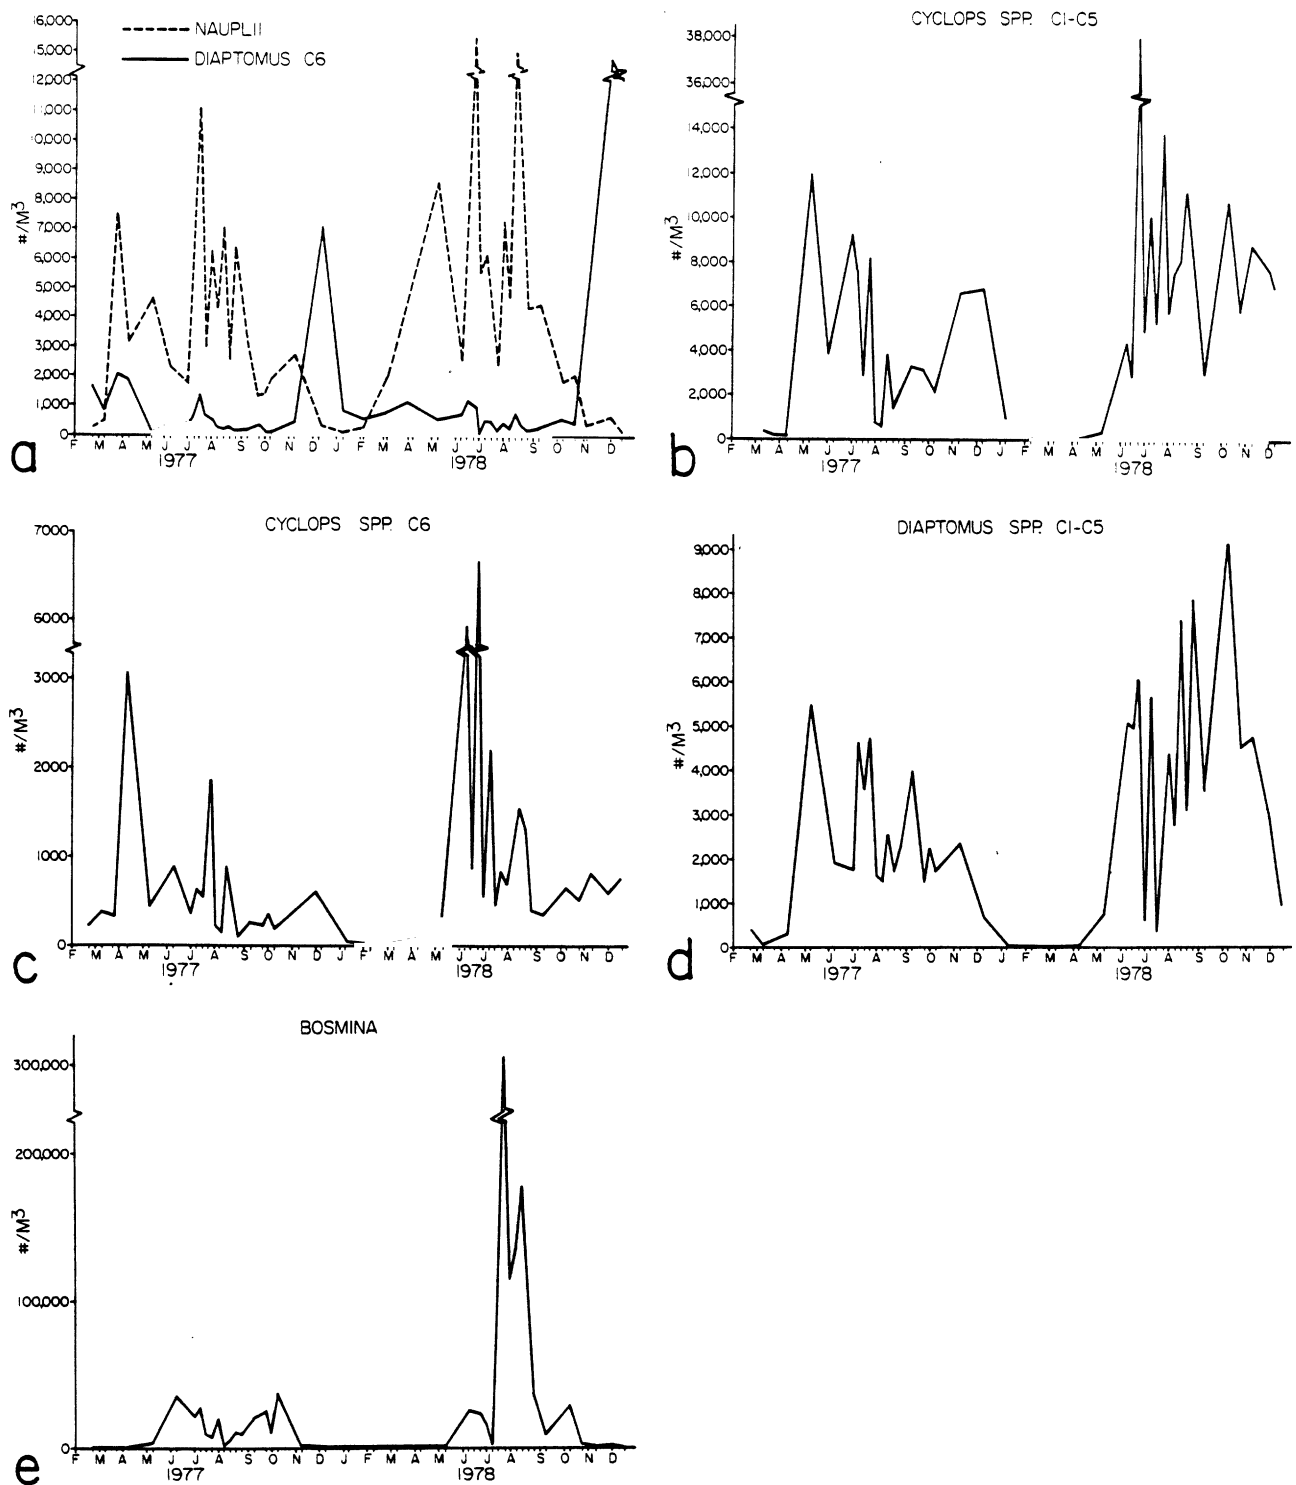 16,000
15,000
12,000
11,000
10,000
9,000
8,000
7,000
6,000
5,000
4,000
3,000
2,000
1,000
0
#/M³
NAUPLII
DIAPTOMUS C6
F M A M J J A S O N D J F M A M J J A S O N D
1977 1978
a
CYCLOPS SPP. C1-C5
38,000
36,000
14,000
12,000
10,000
8,000
6,000
4,000
2,000
0
#/M³
F M A M J J A S O N D J F M A M J J A S O N D
1977 1978
b
CYCLOPS SPP. C6
7000
6000
3000
2000
1000
0
#/M³
F M A M J J A S O N D J F M A M J J A S O N D
1977 1978
c
DIAPTOMUS SPP. C1-C5
9,000
8,000
7,000
6,000
5,000
4,000
3,000
2,000
1,000
0
#/M³
F M A M J J A S O N D J F M A M J J A S O N D
1977 1978
d
BOSMINA
300,000
200,000
100,000
0
#/M³
F M A M J J A S O N D J F M A M J J A S O N D
1977 1978
e